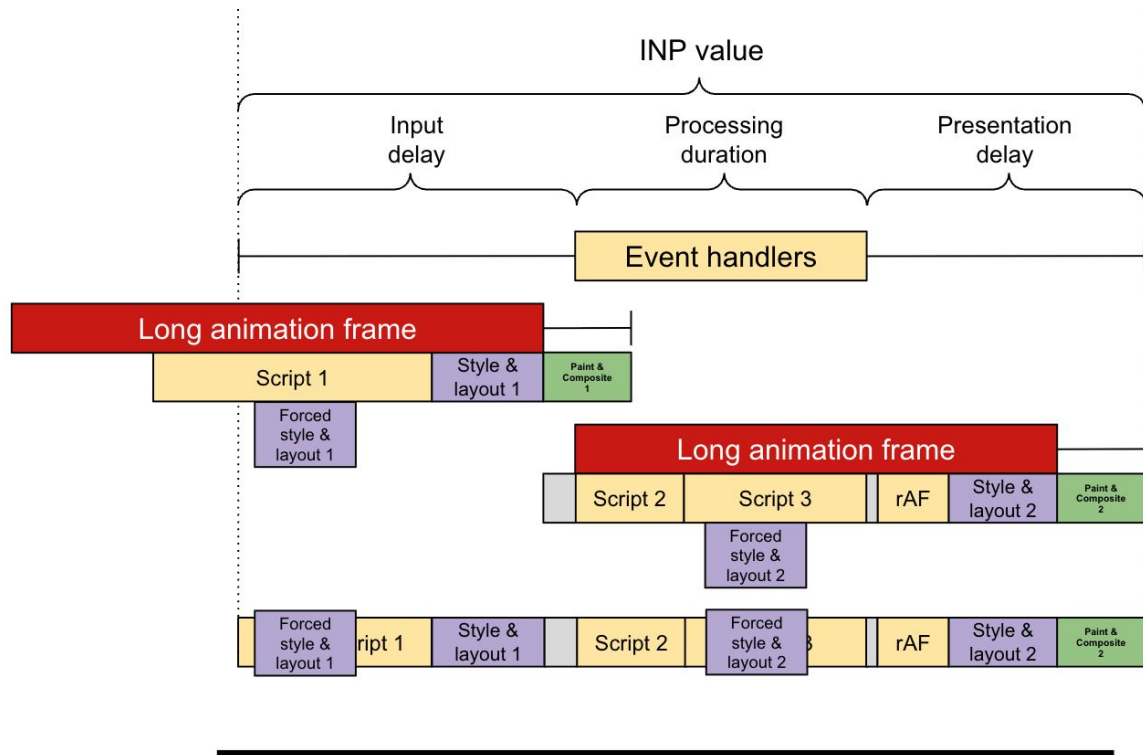 INP value
Input
delay
Processing
duration
Presentation
delay
Event handlers
Long animation frame
Script 1
Style &
layout 1
Paint &
Composite
1
Forced
style &
layout 1
Long animation frame
Script 2
Script 3
rAF
Style &
layout 2
Paint &
Composite
2
Forced
style &
layout 2
Forced
style &
layout 1
ript 1
Style &
layout 1
Script 2
Forced
style &
layout 2
3
rAF
Style &
layout 2
Paint &
Composite
2